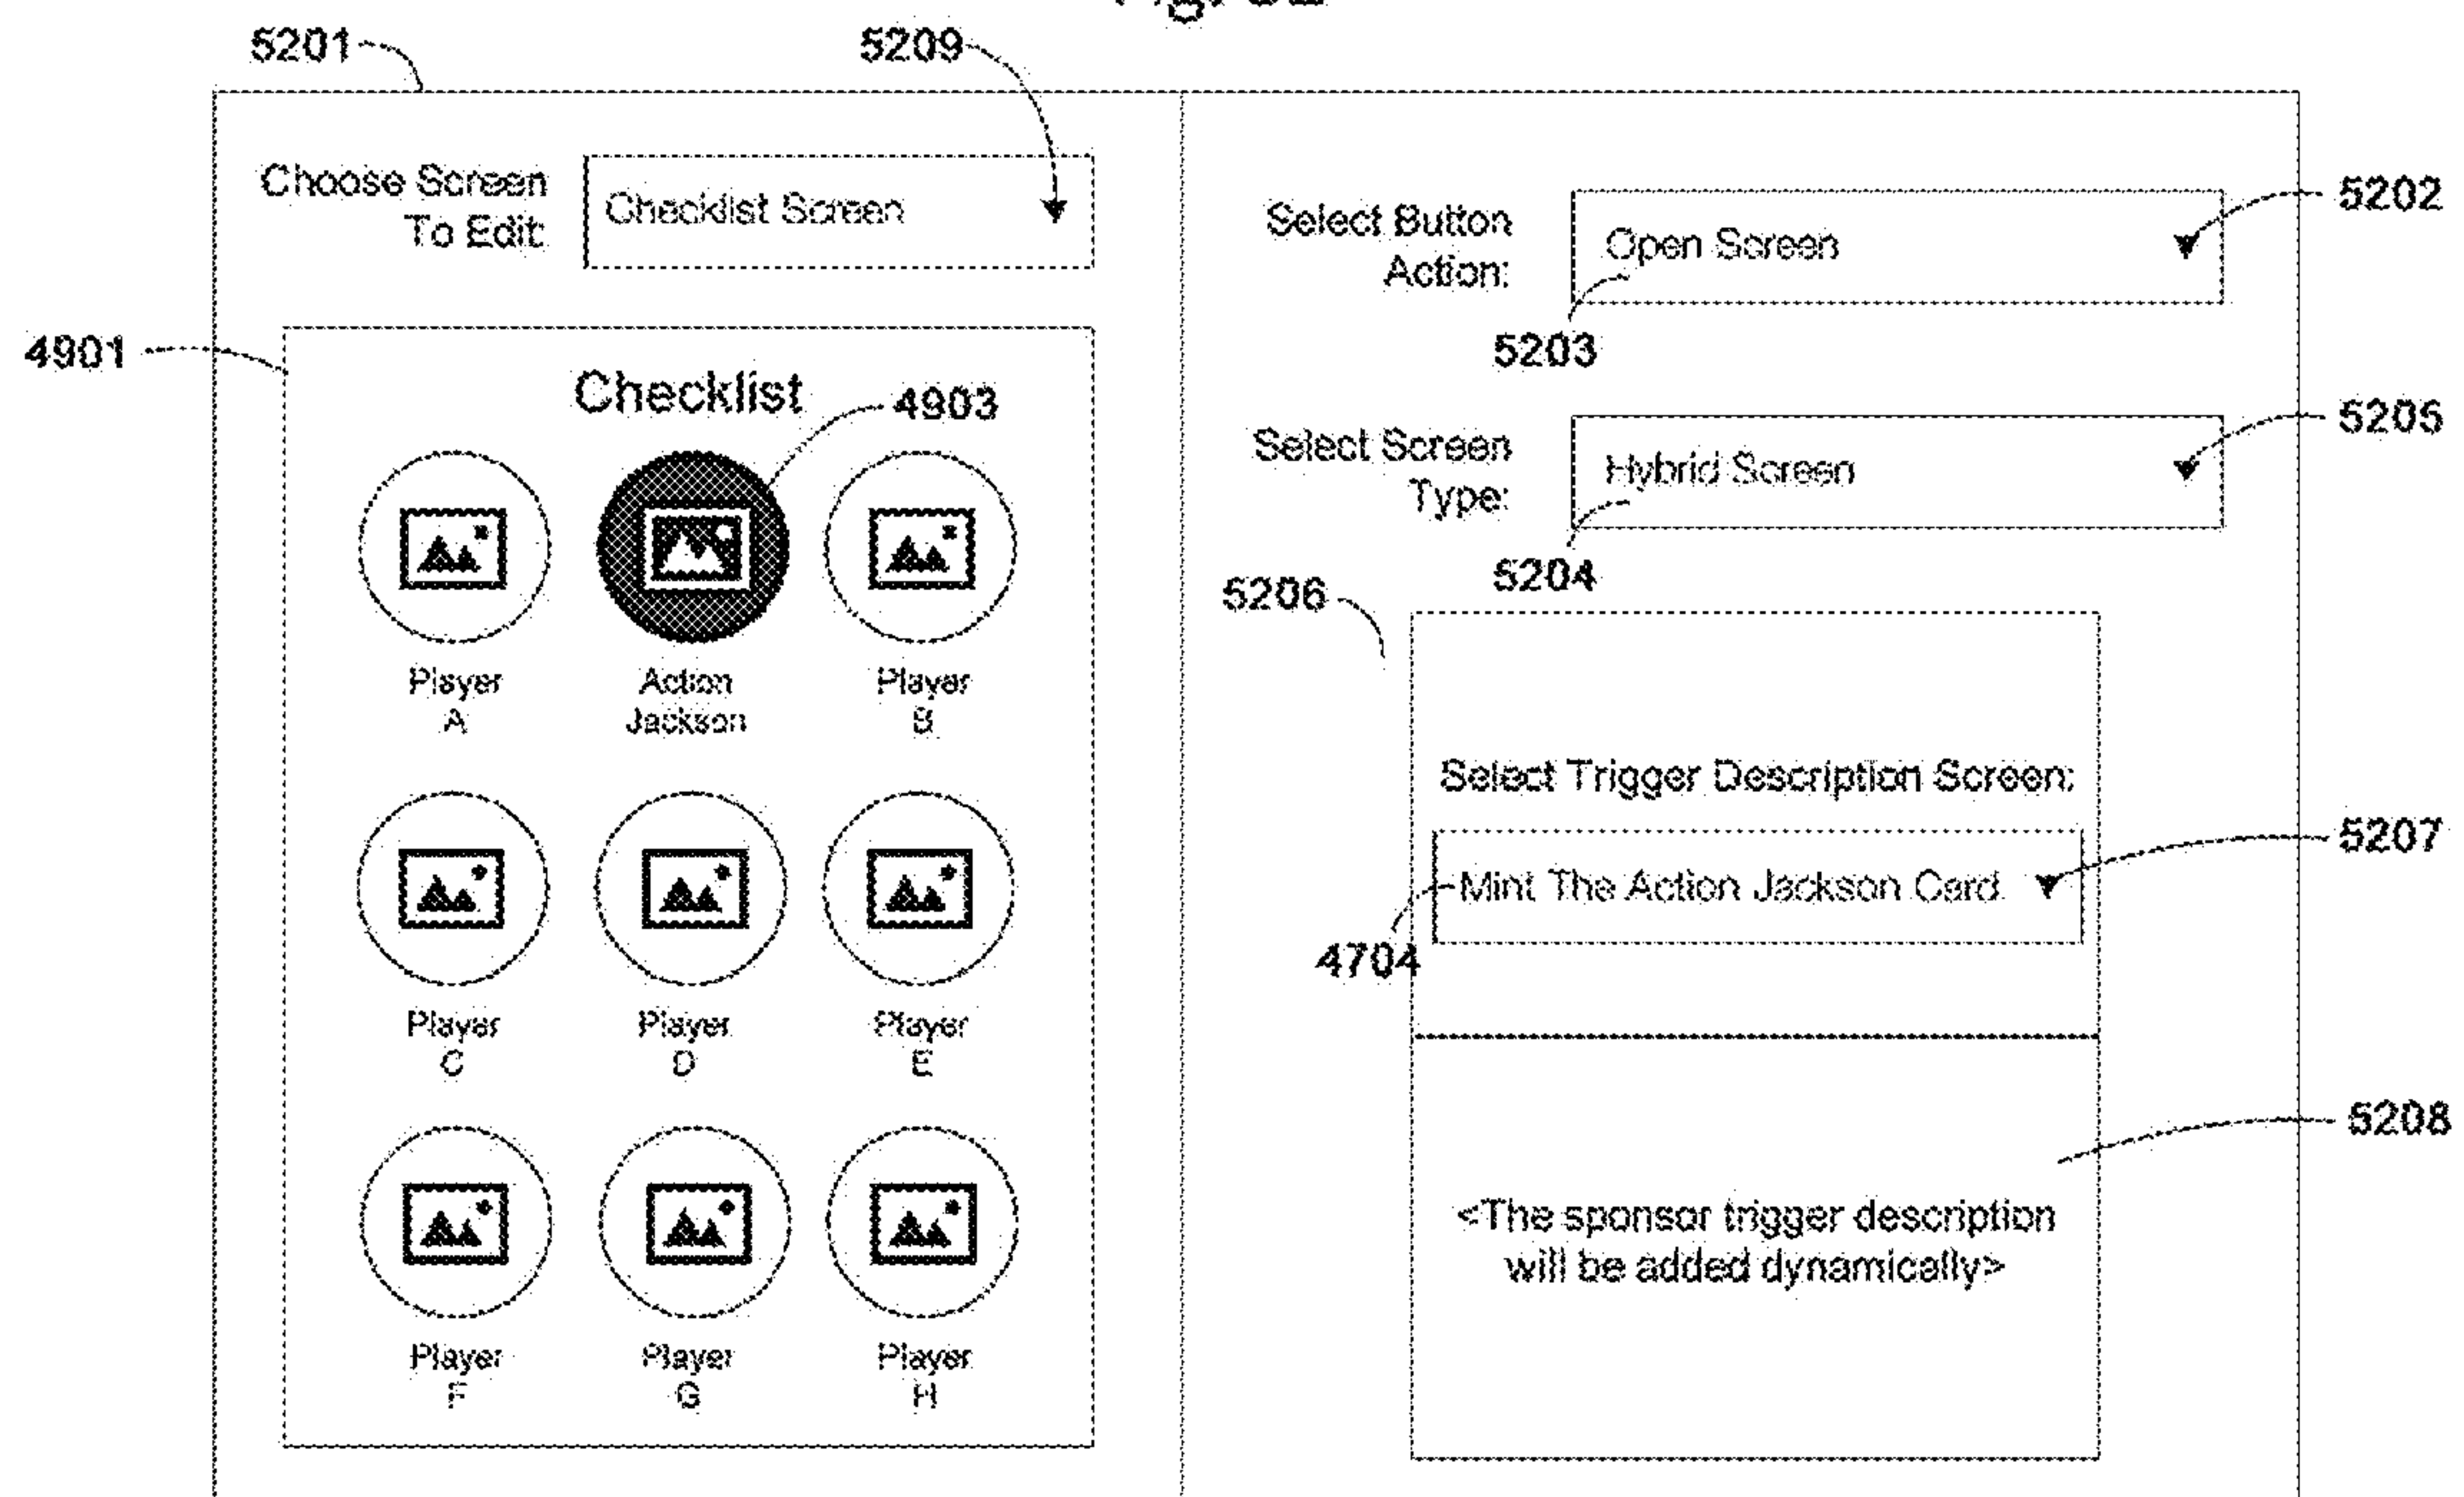 5201
5209
Choose Screen
To Edit:
Checklist Screen
4901
Checklist
4903
Player
A
Action
Jackson
Player
B
Player
C
Player
D
Player
E
Player
F
Player
G
Player
H
Select Button
Action:
Open Screen
5202
5203
Select Screen
Type:
Hybrid Screen
5205
5204
5206
Select Trigger Description Screen:
Mint The Action Jackson Card
5207
4704
5208
<The sponsor trigger description
will be added dynamically>